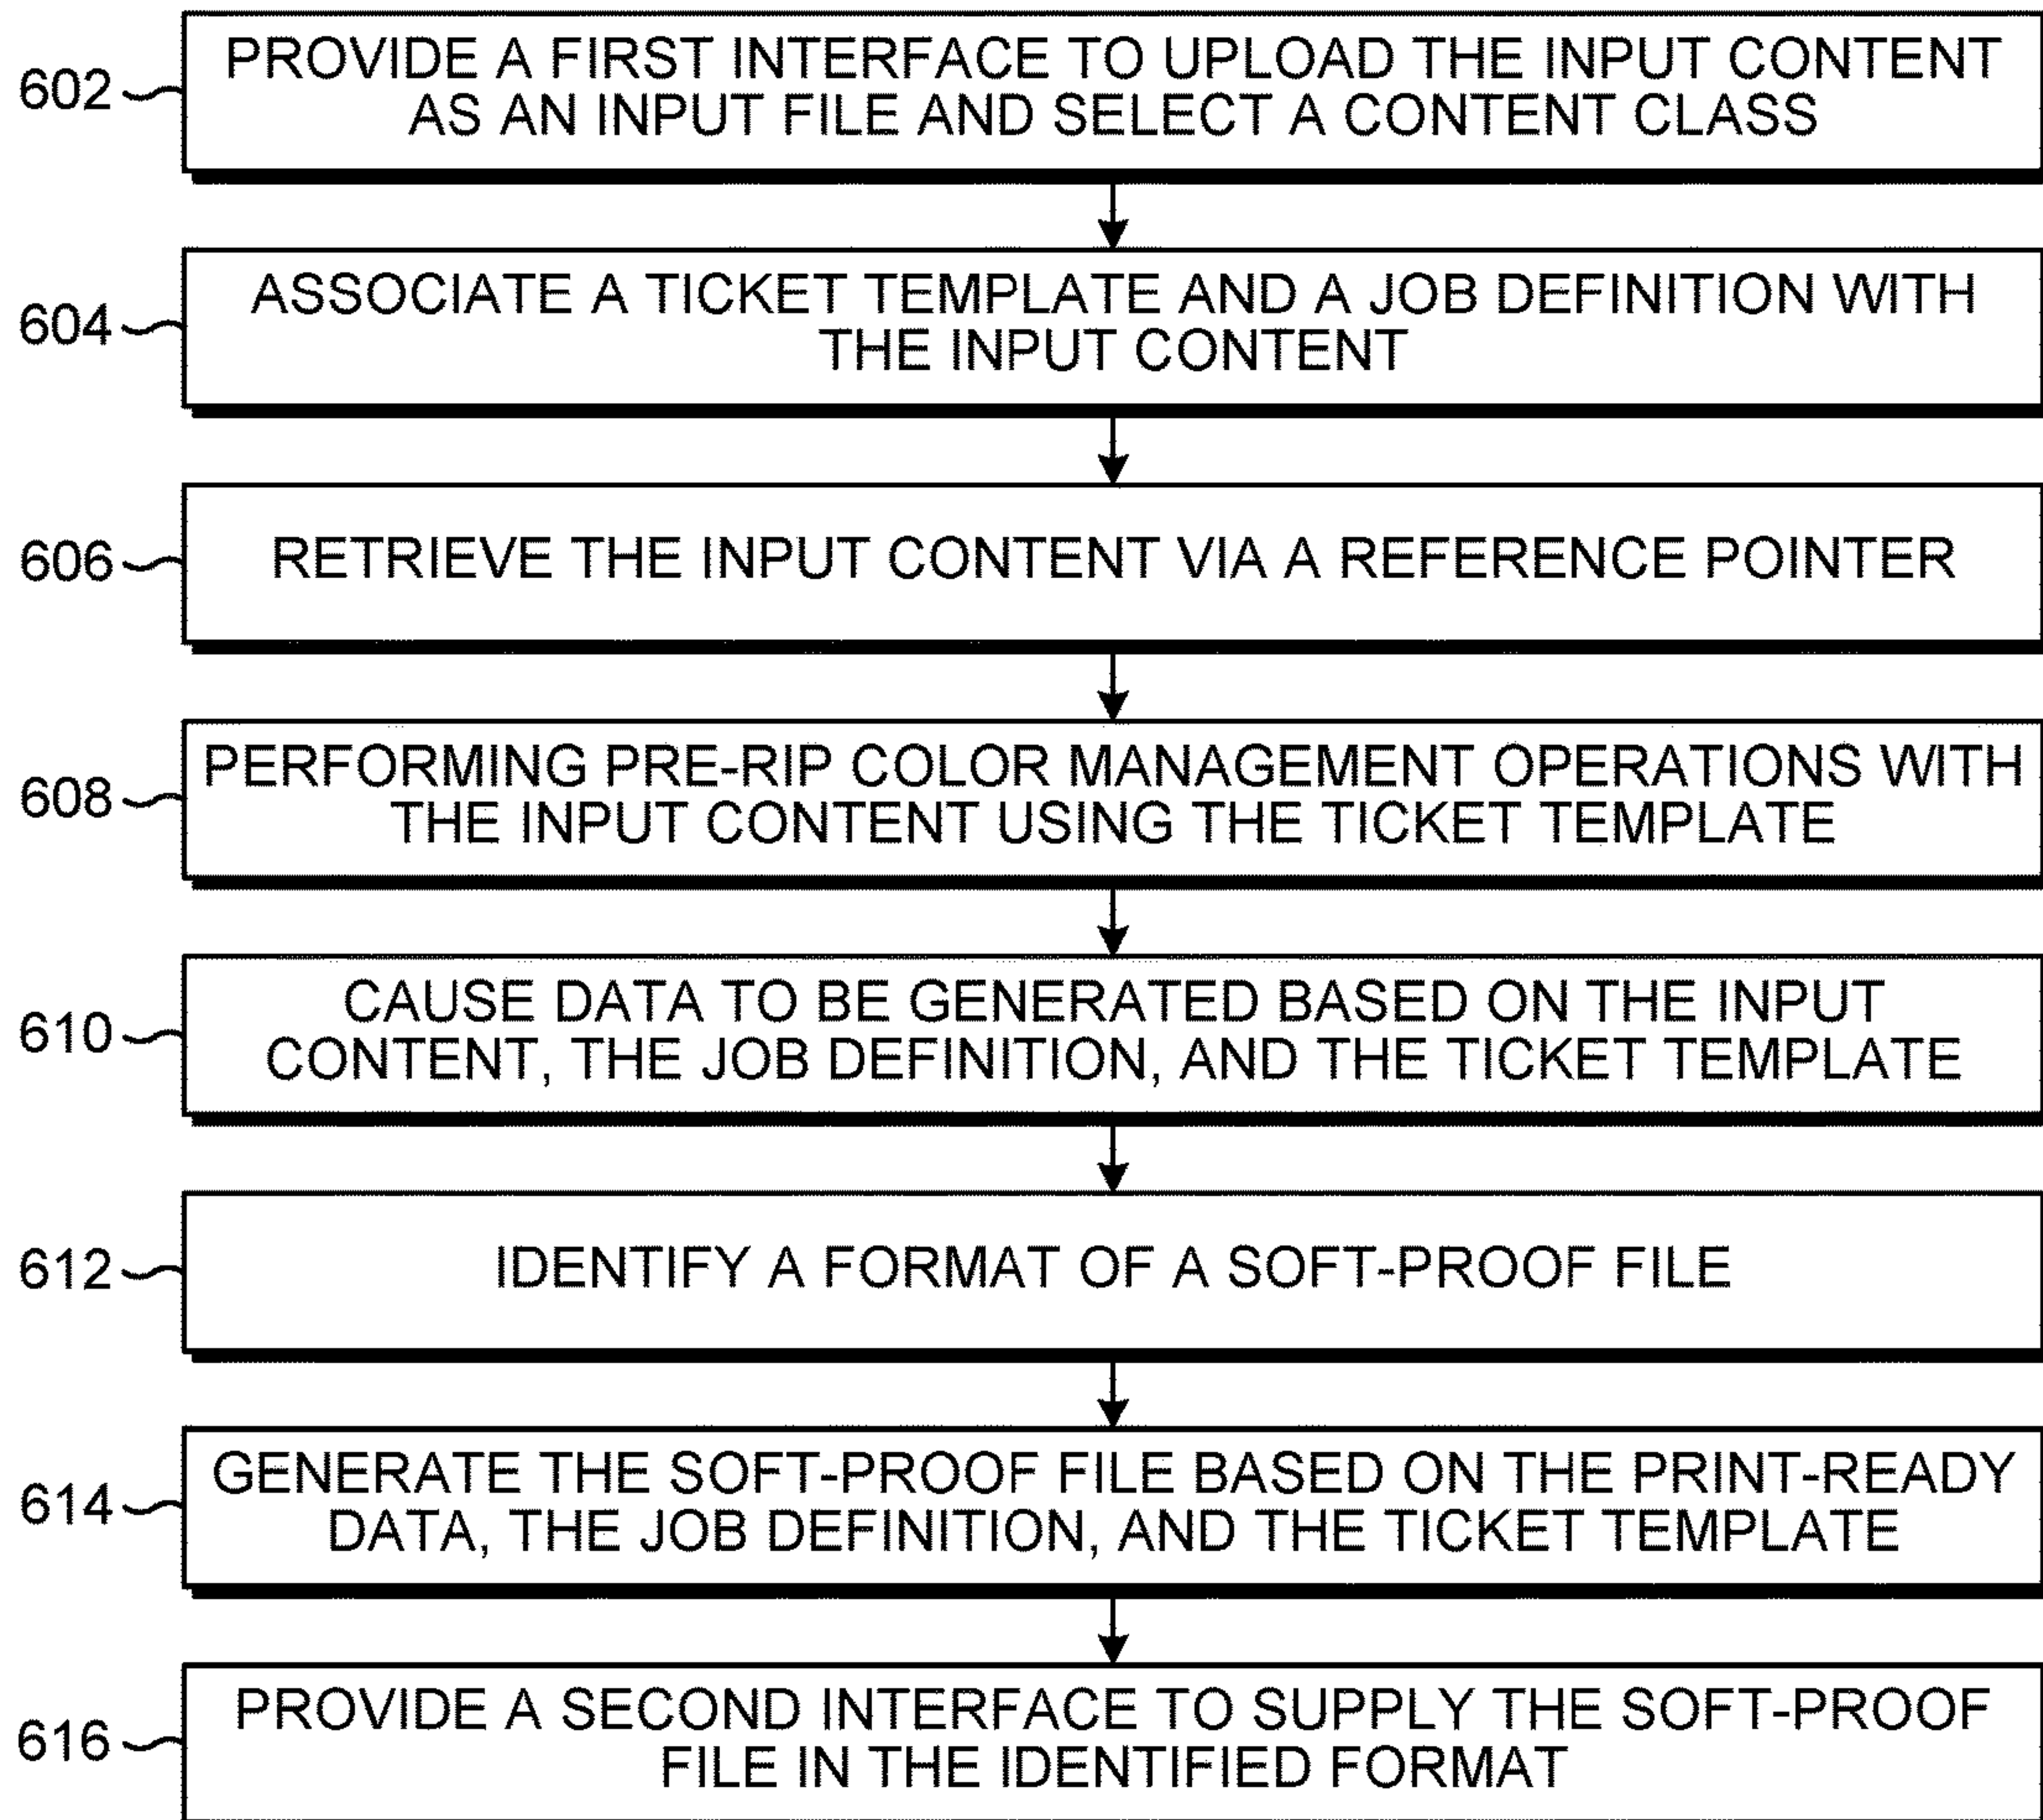 602
PROVIDE A FIRST INTERFACE TO UPLOAD THE INPUT CONTENT
AS AN INPUT FILE AND SELECT A CONTENT CLASS
604
ASSOCIATE A TICKET TEMPLATE AND A JOB DEFINITION WITH
THE INPUT CONTENT
606
RETRIEVE THE INPUT CONTENT VIA A REFERENCE POINTER
608
PERFORMING PRE-RIP COLOR MANAGEMENT OPERATIONS WITH
THE INPUT CONTENT USING THE TICKET TEMPLATE
610
CAUSE DATA TO BE GENERATED BASED ON THE INPUT
CONTENT, THE JOB DEFINITION, AND THE TICKET TEMPLATE
612
IDENTIFY A FORMAT OF A SOFT-PROOF FILE
614
GENERATE THE SOFT-PROOF FILE BASED ON THE PRINT-READY
DATA, THE JOB DEFINITION, AND THE TICKET TEMPLATE
616
PROVIDE A SECOND INTERFACE TO SUPPLY THE SOFT-PROOF
FILE IN THE IDENTIFIED FORMAT